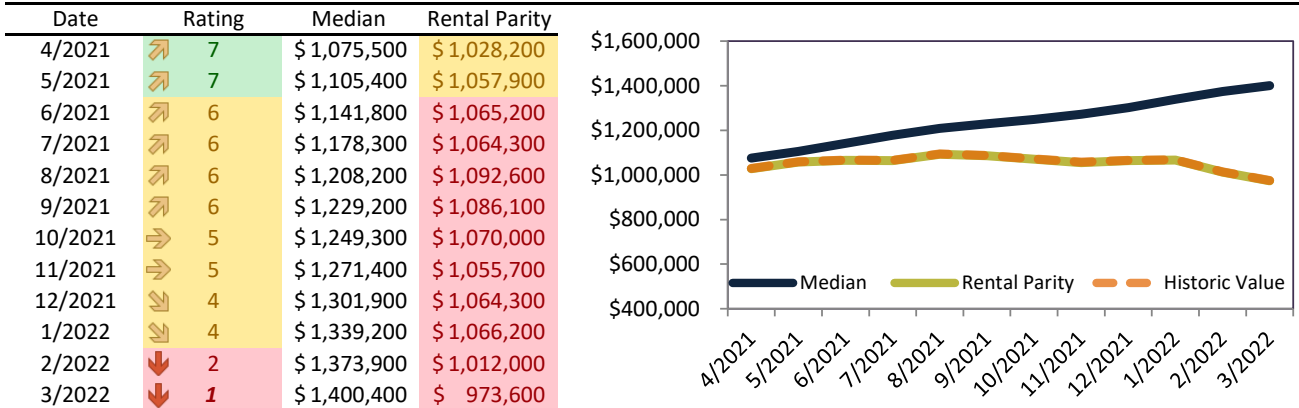 Date Rating Median Rental Parity
4/2021 7 $ 1,075,500 $ 1,028,200
5/2021 7 $ 1,105,400 $ 1,057,900
6/2021 6 $ 1,141,800 $ 1,065,200
7/2021 6 $ 1,178,300 $ 1,064,300
8/2021 6 $ 1,208,200 $ 1,092,600
9/2021 6 $ 1,229,200 $ 1,086,100
10/2021 5 $ 1,249,300 $ 1,070,000
11/2021 5 $ 1,271,400 $ 1,055,700
12/2021 4 $ 1,301,900 $ 1,064,300
1/2022 4 $ 1,339,200 $ 1,066,200
2/2022 2 $ 1,373,900 $ 1,012,000
3/2022 1 $ 1,400,400 $ 973,600
$1,600,000
$1,400,000
$1,200,000
$1,000,000
$800,000
$600,000
$400,000
Median Rental Parity Historic Value
4/2021 5/2021 6/2021 7/2021 8/2021 9/2021 10/2021 11/2021 12/2021 1/2022 2/2022 3/2022